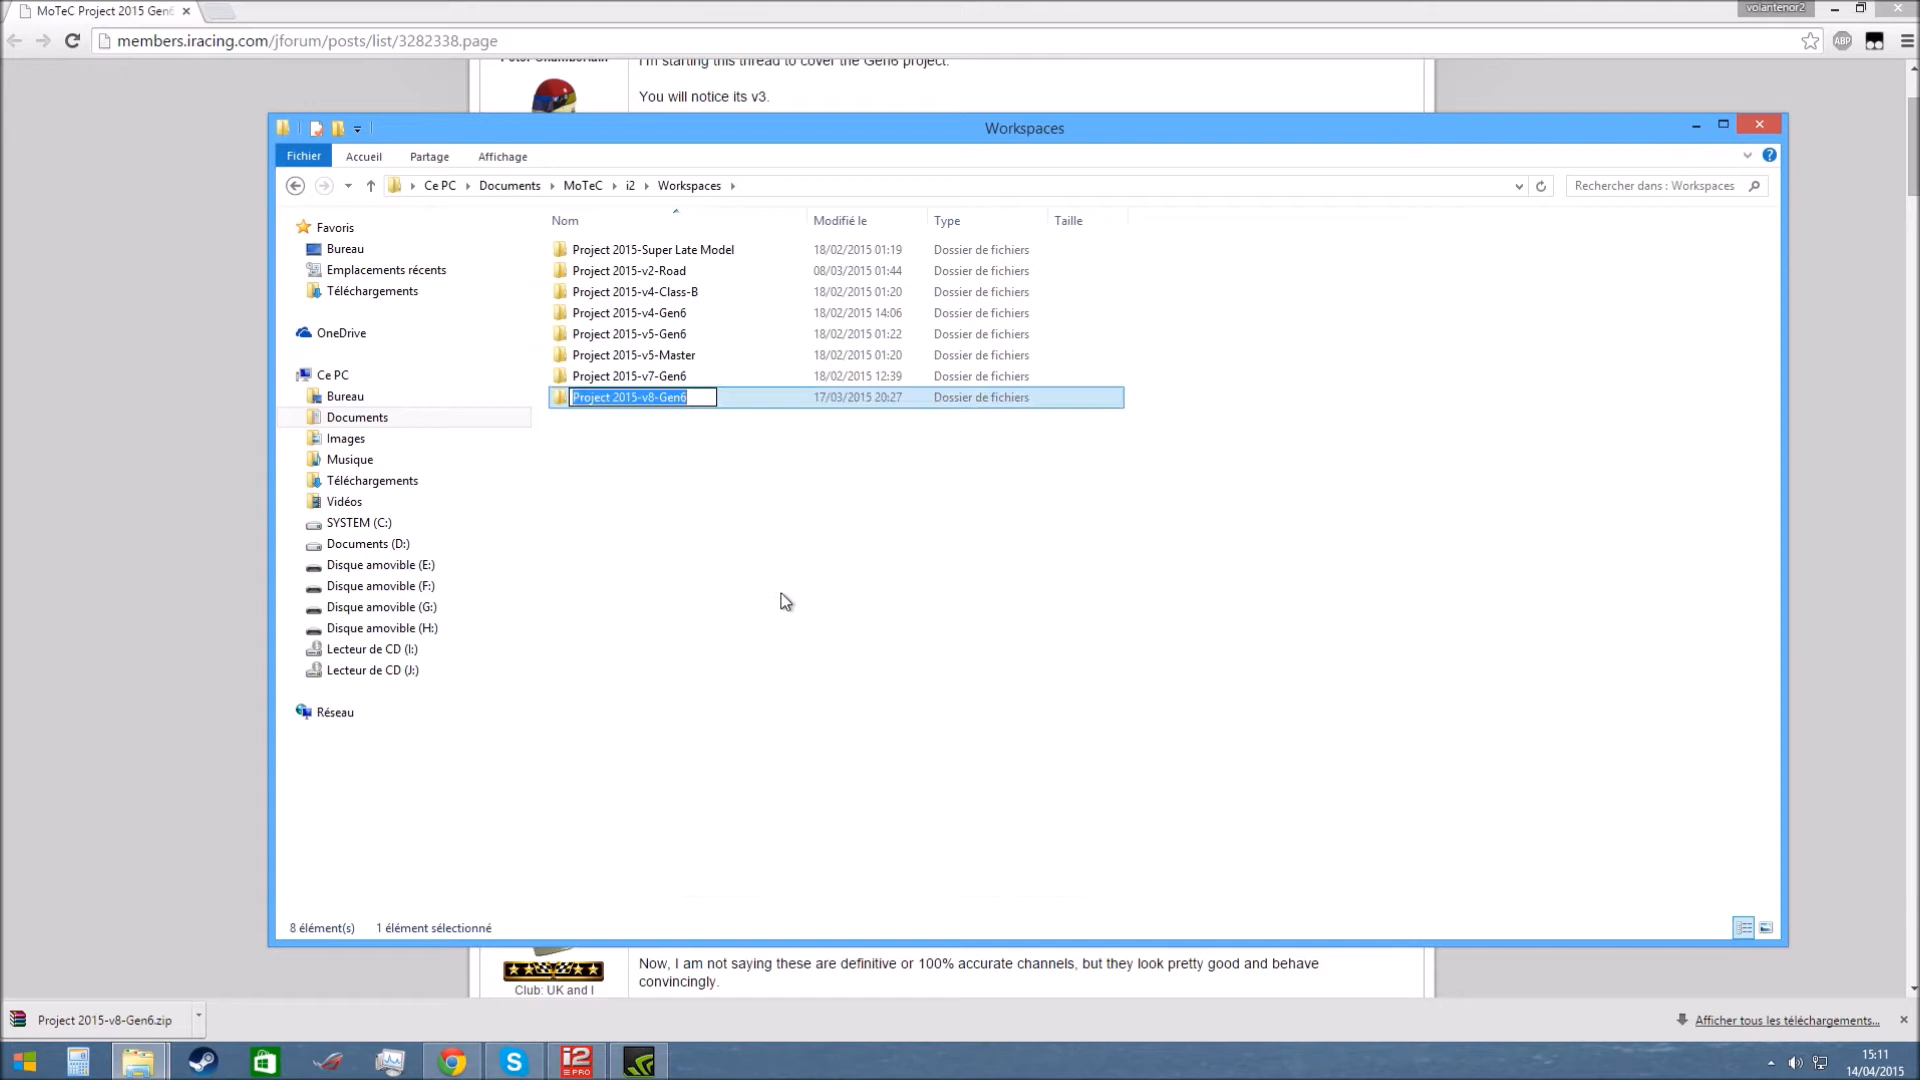 MoTeC Project 2015 Gen6
volantenor2
members.iracing.com/jforum/posts/list/3282338.page
ABP
I'm starting this thread to cover the Gen6 project.
You will notice its v3.
Workspaces
Fichier
Accueil
Partage
Affichage
Ce PC
Documents
MoTeC
i2
Workspaces
Rechercher dans : Workspaces
Nom
Modifié le
Type
Taille
Favoris
Bureau
Emplacements récents
Téléchargements
OneDrive
Ce PC
Bureau
Documents
Images
Musique
Téléchargements
Vidéos
SYSTEM (C:)
Documents (D:)
Disque amovible (E:)
Disque amovible (F:)
Disque amovible (G:)
Disque amovible (H:)
Lecteur de CD (I:)
Lecteur de CD (J:)
Réseau
Project 2015-Super Late Model 18/02/2015 01:19 Dossier de fichiers
Project 2015-v2-Road 08/03/2015 01:44 Dossier de fichiers
Project 2015-v4-Class-B 18/02/2015 01:20 Dossier de fichiers
Project 2015-v4-Gen6 18/02/2015 14:06 Dossier de fichiers
Project 2015-v5-Gen6 18/02/2015 01:22 Dossier de fichiers
Project 2015-v5-Master 18/02/2015 01:20 Dossier de fichiers
Project 2015-v7-Gen6 18/02/2015 12:39 Dossier de fichiers
Project 2015-v8-Gen6 17/03/2015 20:27 Dossier de fichiers
8 élément(s)
1 élément sélectionné
Now, I am not saying these are definitive or 100% accurate channels, but they look pretty good and behave
convincingly.
Club: UK and I
Project 2015-v8-Gen6.zip
Afficher tous les téléchargements...
i2
PRO
15:11
14/04/2015